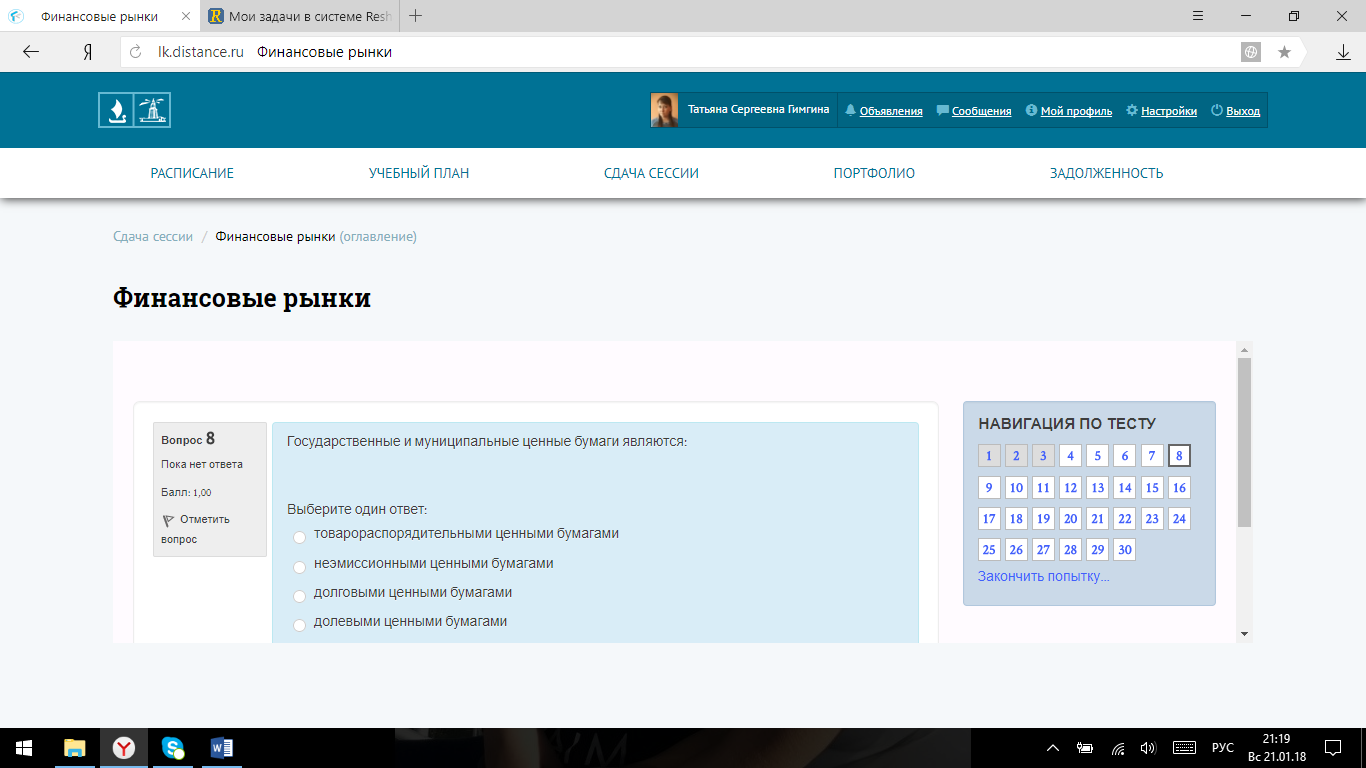 Финансовые рынки
Мои задачи в системе Resh
lk.distance.ru Финансовые рынки
Татьяна Сергеевна Гимгина Объявления Сообщения Мой профиль Настройки Выход
РАСПИСАНИЕ УЧЕБНЫЙ ПЛАН СДАЧА СЕССИИ ПОРТФОЛИО ЗАДОЛЖЕННОСТЬ
Сдача сессии / Финансовые рынки (оглавление)
Финансовые рынки
Вопрос 8
Пока нет ответа
Балл: 1,00
Отметить
вопрос
Государственные и муниципальные ценные бумаги являются:
Выберите один ответ:
товарораспорядительными ценными бумагами
неэмиссионными ценными бумагами
долговыми ценными бумагами
долевыми ценными бумагами
НАВИГАЦИЯ ПО ТЕСТУ
1 2 3 4 5 6 7 8
9 10 11 12 13 14 15 16
17 18 19 20 21 22 23 24
25 26 27 28 29 30
Закончить попытку...
РУС
21:19
Вс 21.01.18